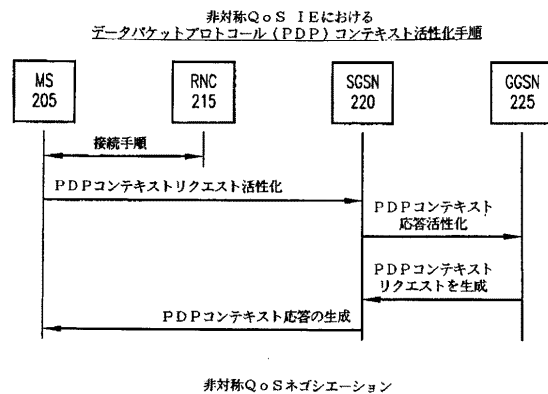 非対称QoS IEにおける
データパケットプロトコール(PDP)コンテキスト活性化手順
MS
205
RNC
215
SGSN
220
GGSN
225
接続手順
PDPコンテキストリクエスト活性化
PDPコンテキスト
応答活性化
PDPコンテキスト
リクエストを生成
PDPコンテキスト応答の生成
非対称QoSネゴシエーション